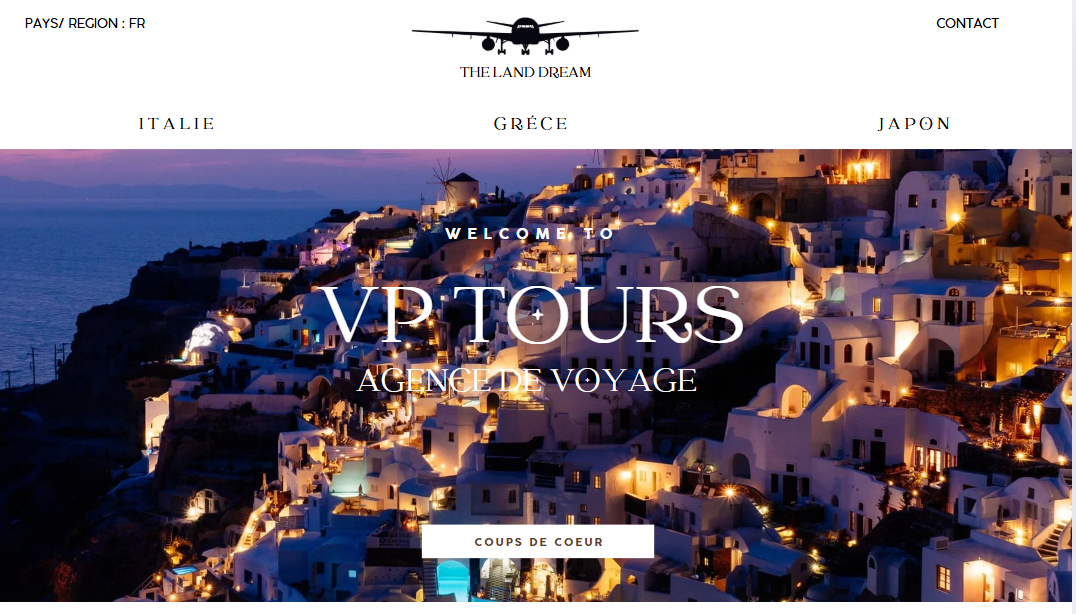 PAYS/ REGION : FR
CONTACT
THE LAND DREAM
ITALIE
GRÉCE
JAPON
WELCOME TO
VP TOURS
AGENCE DE VOYAGE
COUPS DE COEUR